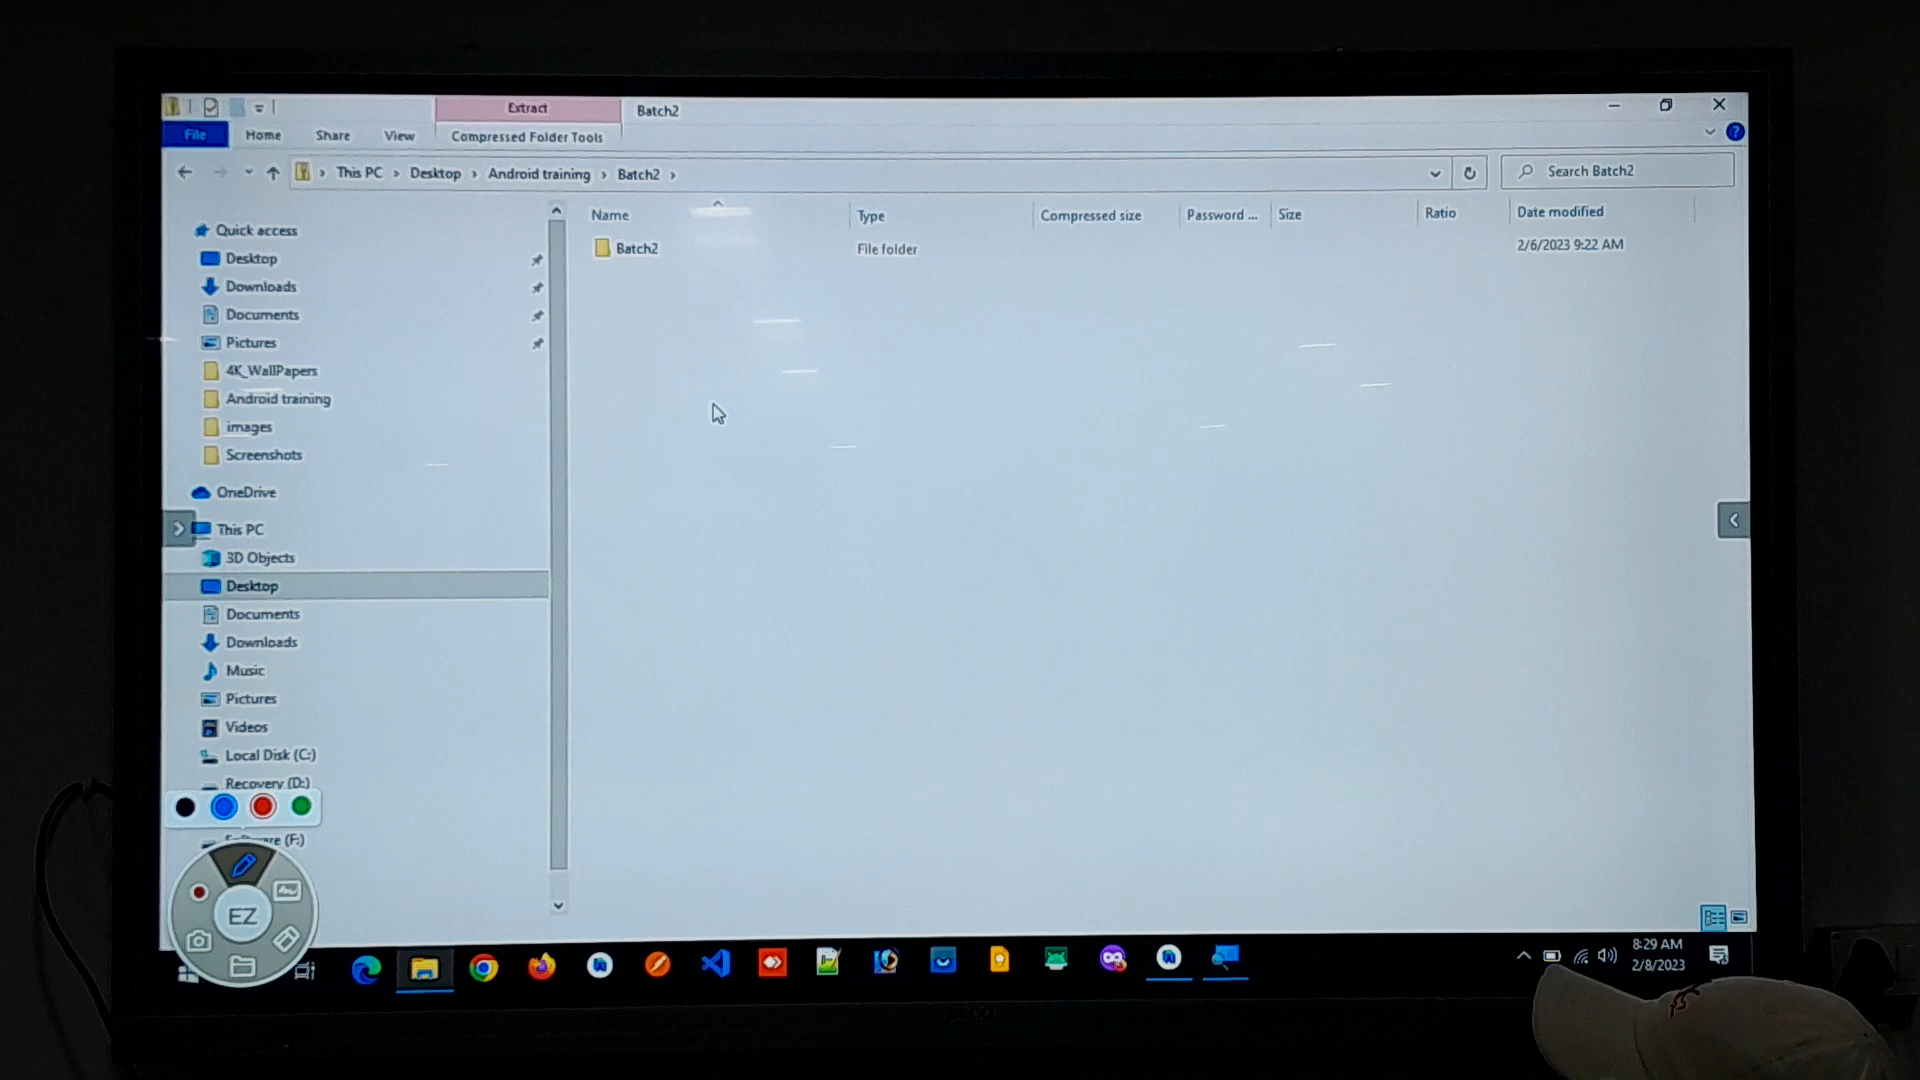 Extract
Batch2
File
Home
Share
View
Compressed Folder Tools
This PC
Desktop
Android training
Batch2
Search Batch2
Name
Type
Compressed size
Password ...
Size
Ratio
Date modified
Batch2
File folder
2/6/2023 9:22 AM
Quick access
Desktop
Downloads
Documents
Pictures
4K_WallPapers
Android training
images
Screenshots
OneDrive
This PC
3D Objects
Desktop
Documents
Downloads
Music
Pictures
Videos
Local Disk (C:)
Recovery (D:)
(F:)
EZ
8:29 AM
2/8/2023